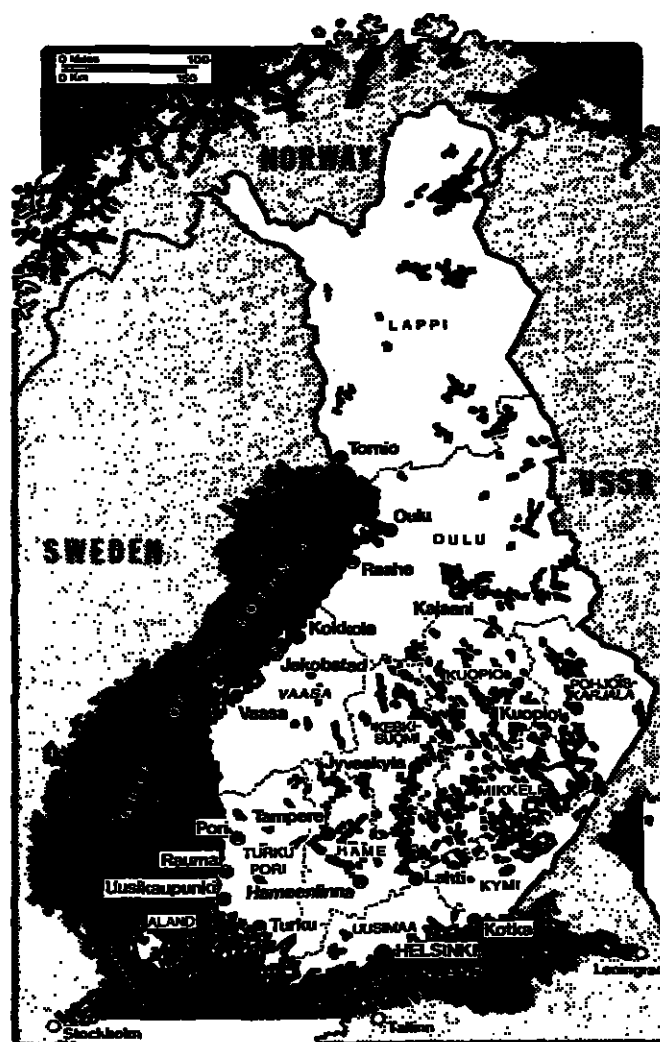 0 Miles 100
0 Km 150
NORWAY
LAPPI
Tornio
USSR
Oulu
OULU
SWEDEN
Raahe
Kajaani
Kokkola
Jakobstad
KUOPIO
POHJOIS-
KARJALA
VAASA
Vaasa
Kuopio
KESKI-
SUOMI
Jyvaskyla
MIKKELI
Tampere
Pori
TURKU
PORI
HAME
Rauma
Lahti
KYMI
Hameenlinna
Uusikaupunki
ALAND
Turku
UUSIMAA
Kotka
HELSINKI
Leningrad
Stockholm
Tallinn